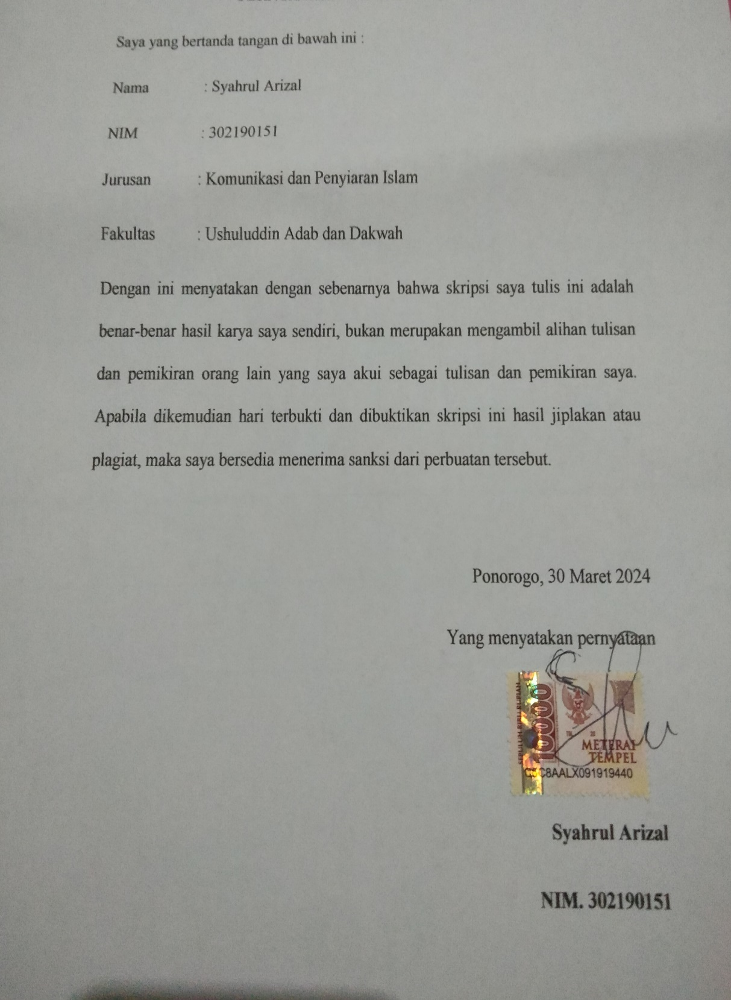 Saya yang bertanda tangan di bawah ini :
Nama : Syahrul Arizal
NIM : 302190151
Jurusan : Komunikasi dan Penyiaran Islam
Fakultas : Ushuluddin Adab dan Dakwah
Dengan ini menyatakan dengan sebenarnya bahwa skripsi saya tulis ini adalah
benar-benar hasil karya saya sendiri, bukan merupakan mengambil alihan tulisan
dan pemikiran orang lain yang saya akui sebagai tulisan dan pemikiran saya.
Apabila dikemudian hari terbukti dan dibuktikan skripsi ini hasil jiplakan atau
plagiat, maka saya bersedia menerima sanksi dari perbuatan tersebut.
Ponorogo, 30 Maret 2024
Yang menyatakan pernyataan
SEPULUH RIBU RUPIAH
10000
METERAI
TEMPEL
C8AALX091919440
Syahrul Arizal
NIM. 302190151